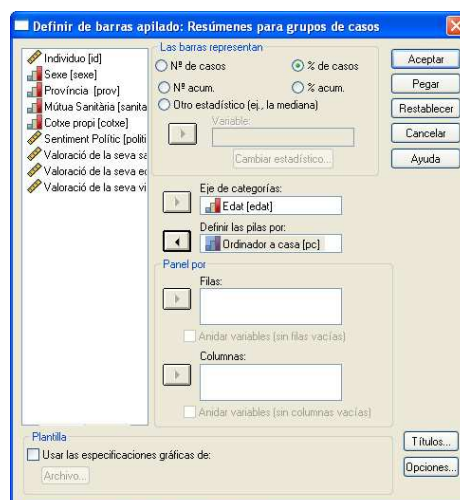 Definir de barras apilado: Resúmenes para grupos de casos
Individuo [id]
Sexe [sexe]
Província [prov]
Mútua Sanitària [sanita
Cotxe propi [cotxe]
Sentiment Polític [politi
Valoració de la seva sa
Valoració de la seva ec
Valoració de la seva vi
Las barras representan
Nº de casos
% de casos
Nº acum.
% acum.
Otro estadístico (ej., la mediana)
Variable:
Cambiar estadístico...
Eje de categorías:
Edat [edat]
Definir las pilas por:
Ordinador a casa [pc]
Panel por
Filas:
Anidar variables (sin filas vacías)
Columnas:
Anidar variables (sin columnas vacías)
Aceptar
Pegar
Restablecer
Cancelar
Ayuda
Plantilla
Usar las especificaciones gráficas de:
Archivo...
Títulos...
Opciones...